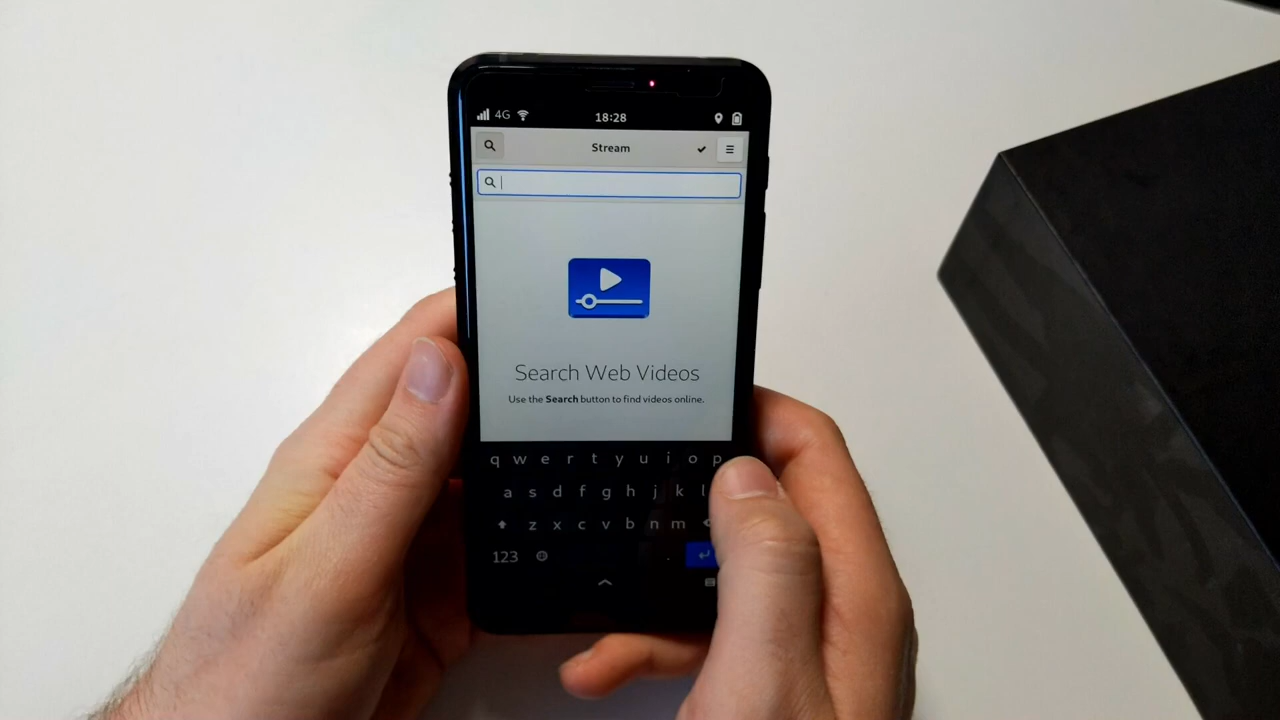 4G 18:28
Stream
Search Web Videos
Use the Search button to find videos online.
q w e r t y u i o p
a s d f g h j k l
z x c v b n m
123 .